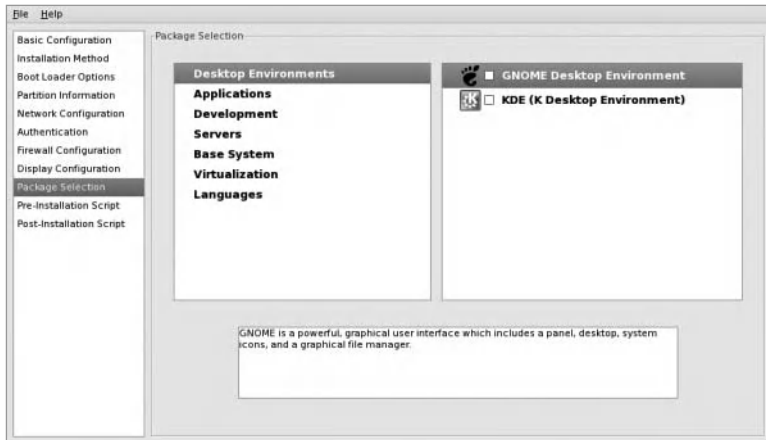 File Help
Basic Configuration
Installation Method
Boot Loader Options
Partition Information
Network Configuration
Authentication
Firewall Configuration
Display Configuration
Package Selection
Pre-Installation Script
Post-Installation Script
Package Selection
Desktop Environments
Applications
Development
Servers
Base System
Virtualization
Languages
GNOME Desktop Environment
KDE (K Desktop Environment)
GNOME is a powerful, graphical user interface which includes a panel, desktop, system
icons, and a graphical file manager.